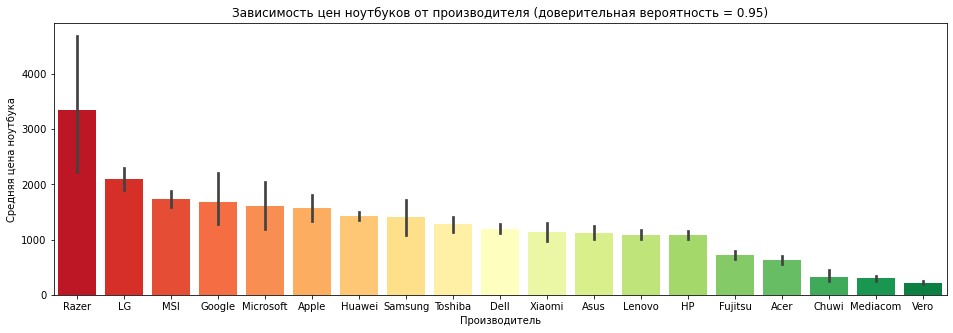 Зависимость цен ноутбуков от производителя (доверительная вероятность = 0.95)
Средняя цена ноутбука
4000
3000
2000
1000
0
Razer LG MSI Google Microsoft Apple Huawei Samsung Toshiba Dell Xiaomi Asus Lenovo HP Fujitsu Acer Chuwi Mediacom Vero
Производитель